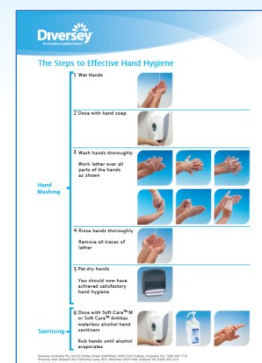 Diversey
The Steps to Effective Hand Hygiene
1 Wet Hands
2 Dose with hand soap
3 Wash hands thoroughly
Work lather over all
parts of the hands
as shown
Hand
Washing
4 Rinse hands thoroughly
Remove all traces of
lather
5 Pat dry hands
You should now have
achieved satisfactory
hand hygiene
Sanitising
6 Dose with Soft Care™ M
or Soft Care™ Antibac
waterless alcohol hand
sanitizers
Rub hands until alcohol
evaporates